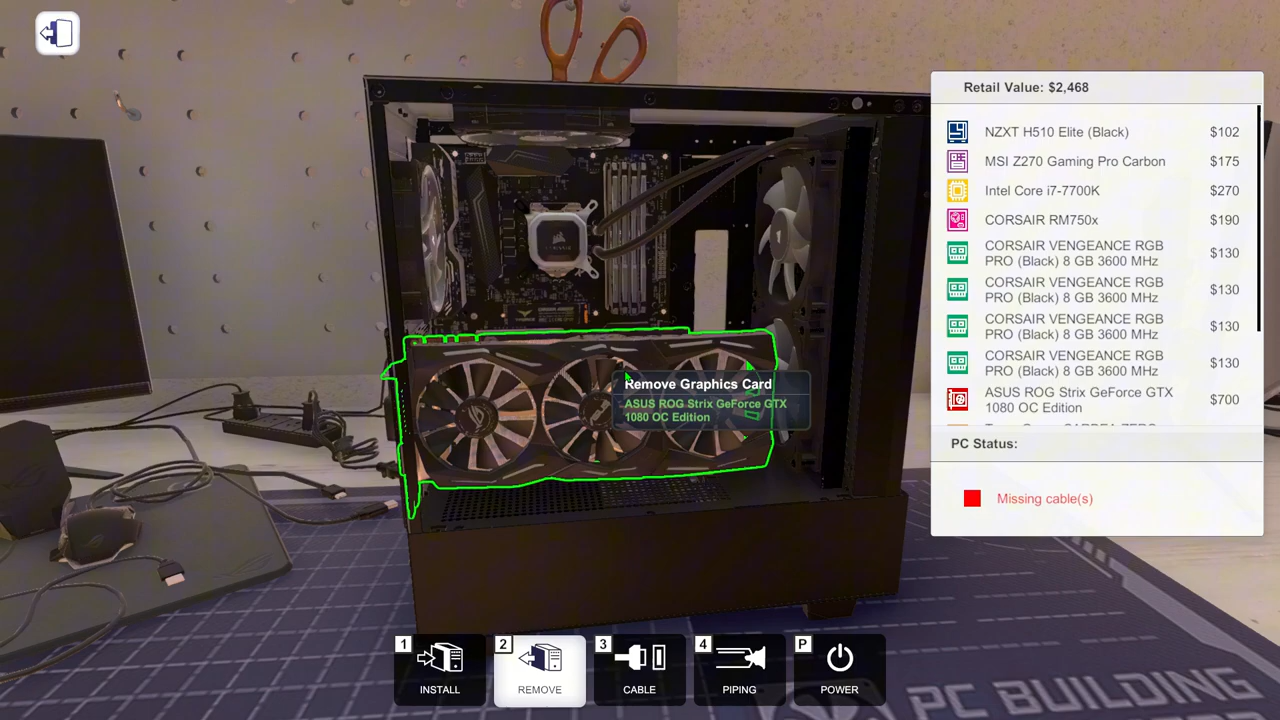 Retail Value: $2,468
NZXT H510 Elite (Black) $102
MSI Z270 Gaming Pro Carbon $175
Intel Core i7-7700K $270
CORSAIR RM750x $190
CORSAIR VENGEANCE RGB
PRO (Black) 8 GB 3600 MHz $130
CORSAIR VENGEANCE RGB
PRO (Black) 8 GB 3600 MHz $130
CORSAIR VENGEANCE RGB
PRO (Black) 8 GB 3600 MHz $130
CORSAIR VENGEANCE RGB
PRO (Black) 8 GB 3600 MHz $130
ASUS ROG Strix GeForce GTX
1080 OC Edition $700
PC Status:
Missing cable(s)
Remove Graphics Card
ASUS ROG Strix GeForce GTX
1080 OC Edition
1 INSTALL
2 REMOVE
3 CABLE
4 PIPING
P POWER
PC BUILDING